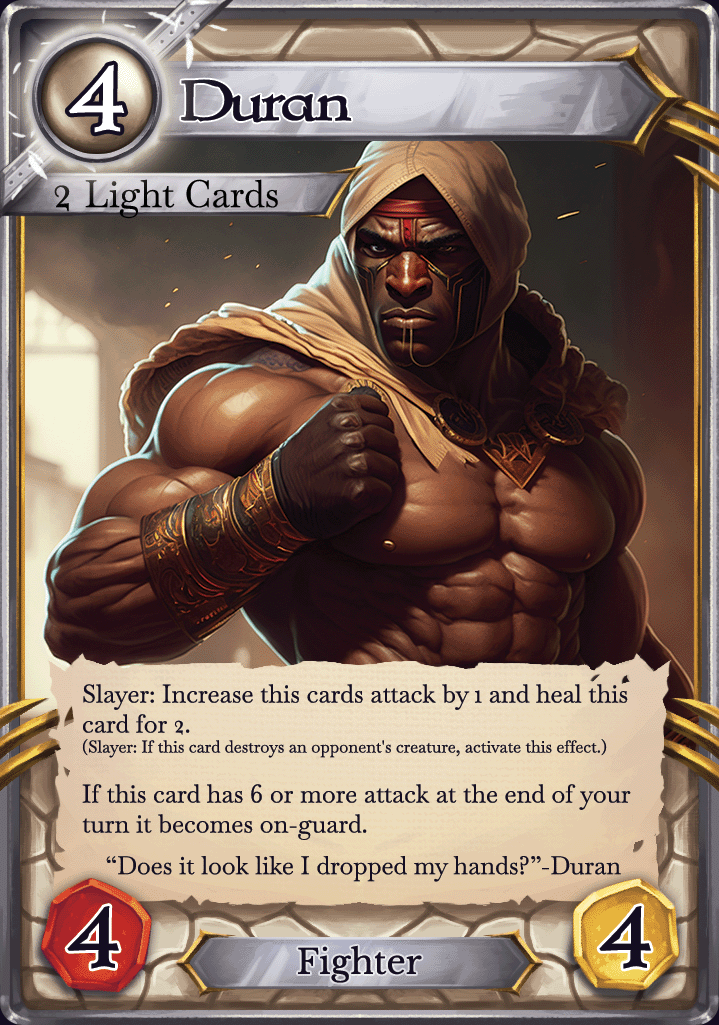 4
Duran
2 Light Cards
Slayer: Increase this cards attack by 1 and heal this
card for 2.
(Slayer: If this card destroys an opponent's creature, activate this effect.)
If this card has 6 or more attack at the end of your
turn it becomes on-guard.
“Does it look like I dropped my hands?”-Duran
4
Fighter
4